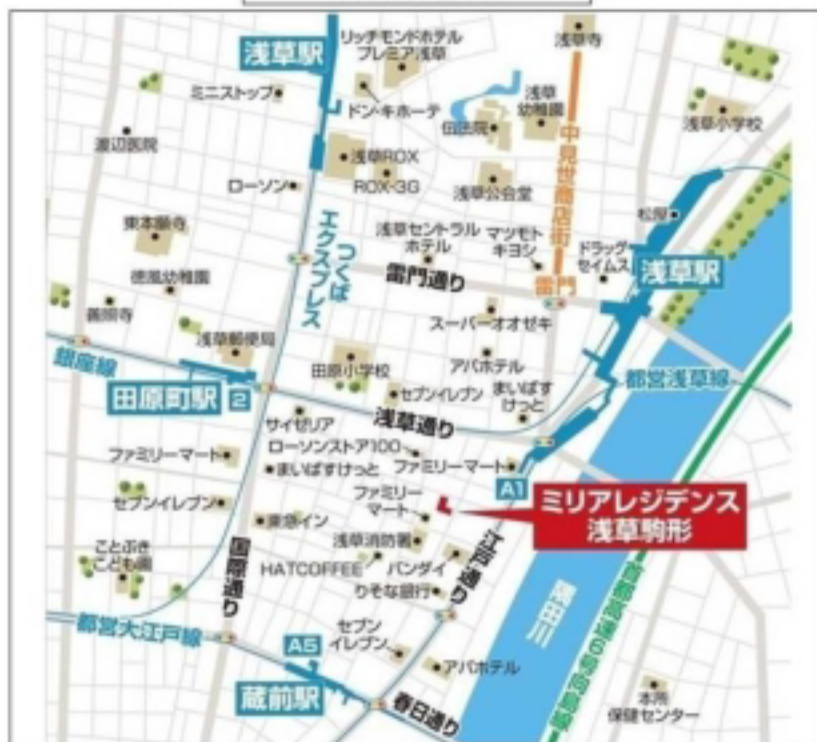 浅草駅
リッチモンドホテル
プレミア浅草
浅草寺
ミニストップ
ドン・キホーテ
伝法院
浅草
幼稚園
浅草小学校
渡辺医院
浅草ROX
ROX-3G
ローソン
浅草公会堂
中見世商店街
松屋
東本願寺
つくば
エクスプレス
浅草セントラル
ホテル
マツモト
キヨシ
ドラッグ
セイムス
浅草駅
徳風幼稚園
雷門通り
雷門
善照寺
スーパーオオゼキ
浅草郵便局
銀座線
田原小学校
アパホテル
都営浅草線
田原町駅
2
セブンイレブン
まいばす
けっと
浅草通り
サイゼリア
ローソンストア100
ファミリーマート
まいばすけっと
ファミリーマート
A1
セブンイレブン
ファミリー
マート
ミリアレジデンス
浅草駒形
東急イン
浅草消防署
江戸通り
ことぶき
こども園
国際通り
HATCOFFEE
バンダイ
りそな銀行
隅田川
都営大江戸線
A5
セブン
イレブン
アパホテル
蔵前駅
春日通り
本所
保健センター